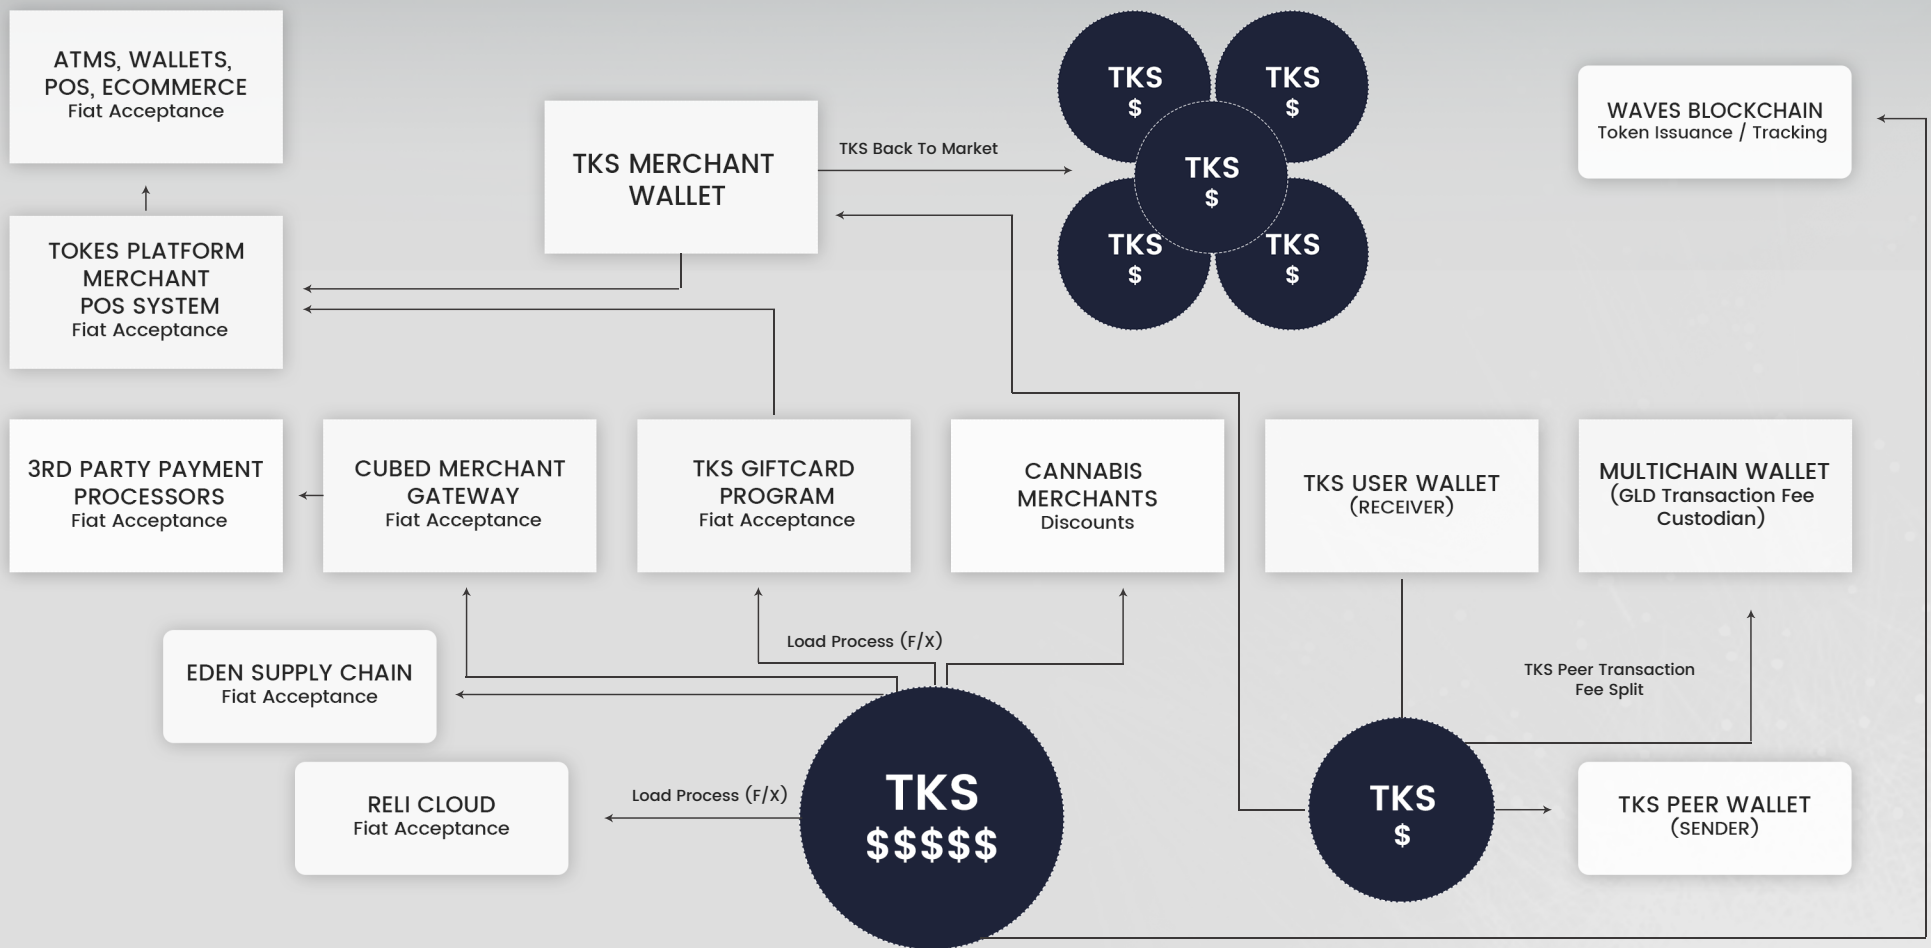 ATMS, WALLETS,
POS, ECOMMERCE
Fiat Acceptance
TOKES PLATFORM
MERCHANT
POS SYSTEM
Fiat Acceptance
TKS MERCHANT
WALLET
TKS Back To Market
TKS
$
TKS
$
TKS
$
TKS
$
TKS
$
WAVES BLOCKCHAIN
Token Issuance / Tracking
3RD PARTY PAYMENT
PROCESSORS
Fiat Acceptance
CUBED MERCHANT
GATEWAY
Fiat Acceptance
TKS GIFTCARD
PROGRAM
Fiat Acceptance
CANNABIS
MERCHANTS
Discounts
TKS USER WALLET
(RECEIVER)
MULTICHAIN WALLET
(GLD Transaction Fee
Custodian)
EDEN SUPPLY CHAIN
Fiat Acceptance
Load Process (F/X)
RELI CLOUD
Fiat Acceptance
Load Process (F/X)
TKS
$$$$$
TKS Peer Transaction
Fee Split
TKS
$
TKS PEER WALLET
(SENDER)